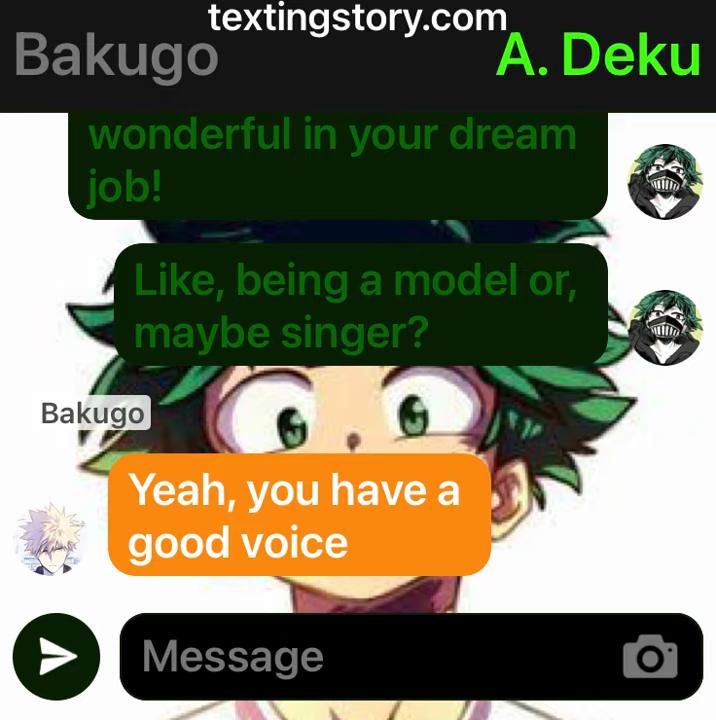 textingstory.com
Bakugo
A. Deku
wonderful in your dream
job!
Like, being a model or,
maybe singer?
Bakugo
Yeah, you have a
good voice
Message